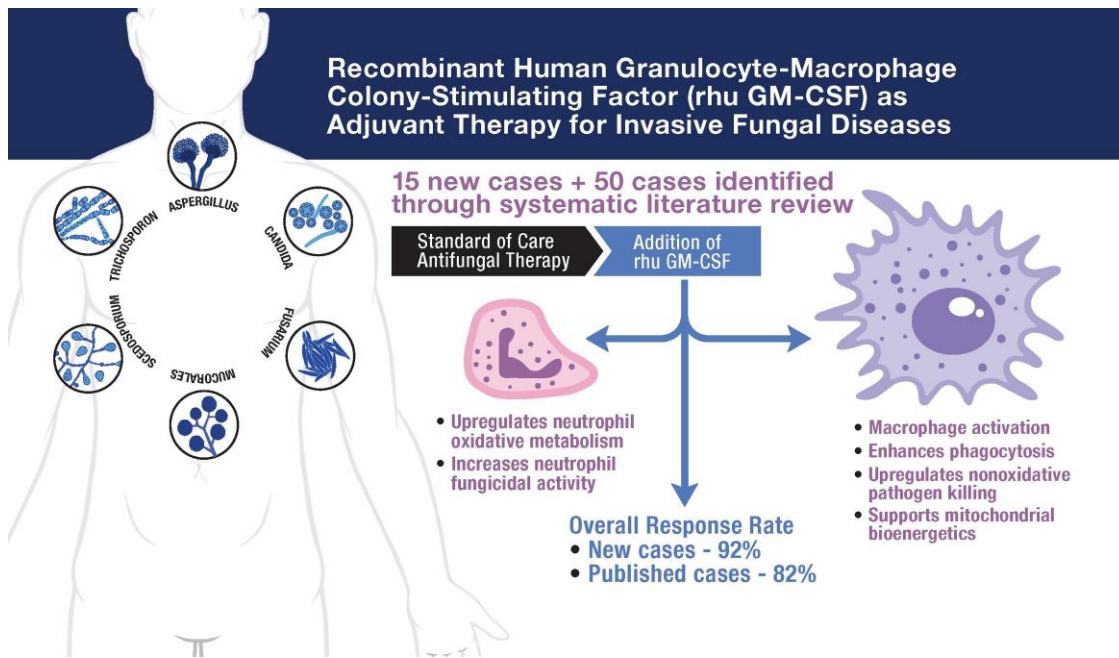 Recombinant Human Granulocyte-Macrophage
Colony-Stimulating Factor (rhu GM-CSF) as
Adjuvant Therapy for Invasive Fungal Diseases
ASPERGILLUS
CANDIDA
FUSARIUM
MUCORALES
SCEDOSPORIUM
TRICHOSPORON
15 new cases + 50 cases identified
through systematic literature review
Standard of Care
Antifungal Therapy
Addition of
rhu GM-CSF
• Upregulates neutrophil
oxidative metabolism
• Increases neutrophil
fungicidal activity
• Macrophage activation
• Enhances phagocytosis
• Upregulates nonoxidative
pathogen killing
• Supports mitochondrial
bioenergetics
Overall Response Rate
• New cases - 92%
• Published cases - 82%